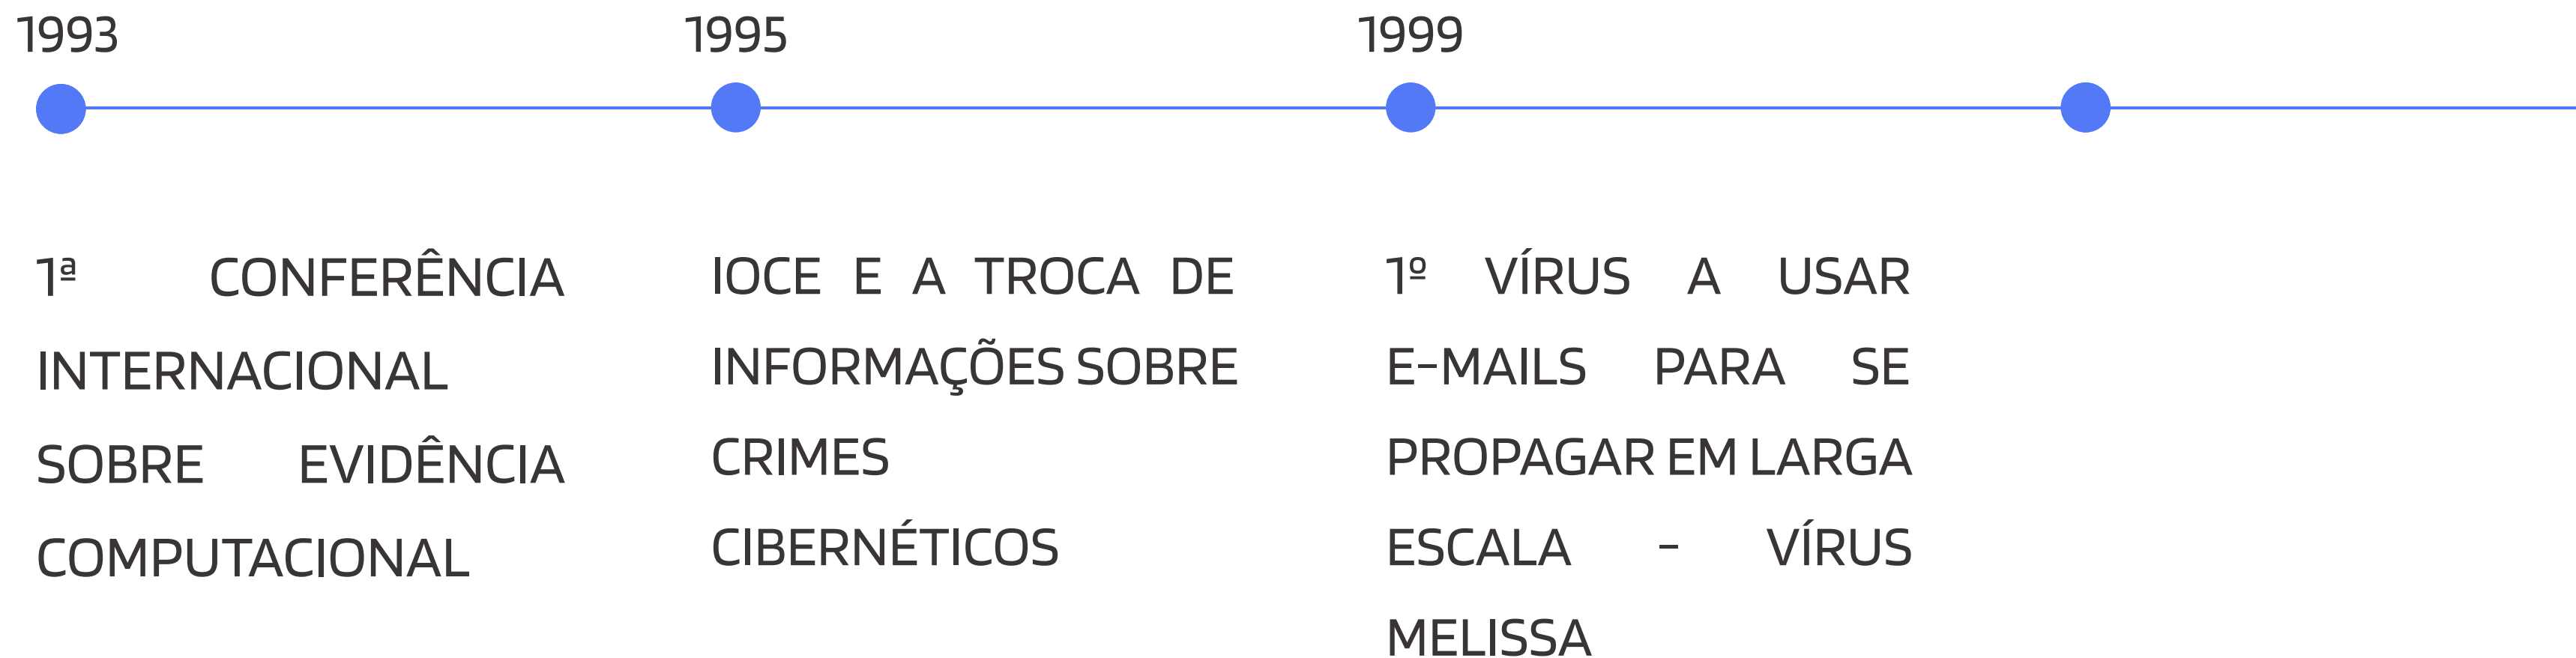 1993
1995
1999
1ª CONFERÊNCIA
INTERNACIONAL
SOBRE EVIDÊNCIA
COMPUTACIONAL
IOCE E A TROCA DE
INFORMAÇÕES SOBRE
CRIMES
CIBERNÉTICOS
1º VÍRUS A USAR
E-MAILS PARA SE
PROPAGAR EM LARGA
ESCALA - VÍRUS
MELISSA